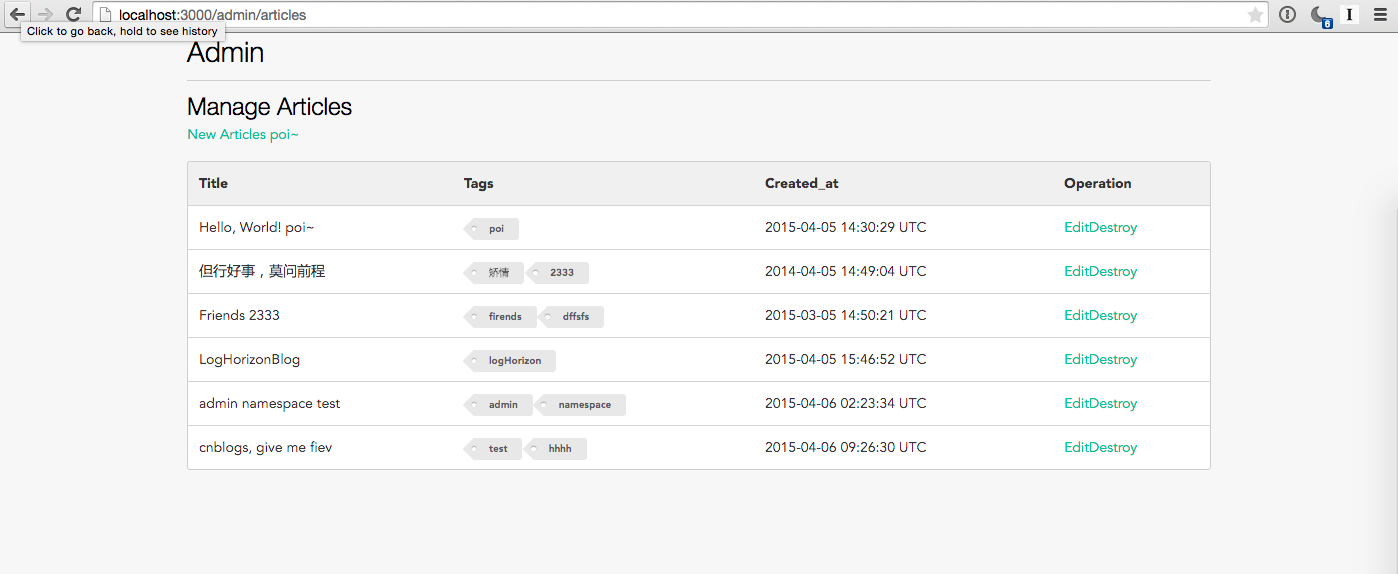 localhost:3000/admin/articles
Click to go back, hold to see history
6
I
Admin
Manage Articles
New Articles poi~
Title Tags Created_at Operation
Hello, World! poi~ poi 2015-04-05 14:30:29 UTC EditDestroy
但行好事，莫问前程 矫情 2333 2014-04-05 14:49:04 UTC EditDestroy
Friends 2333 firends dffsfs 2015-03-05 14:50:21 UTC EditDestroy
LogHorizonBlog logHorizon 2015-04-05 15:46:52 UTC EditDestroy
admin namespace test admin namespace 2015-04-06 02:23:34 UTC EditDestroy
cnblogs, give me fiev test hhhh 2015-04-06 09:26:30 UTC EditDestroy